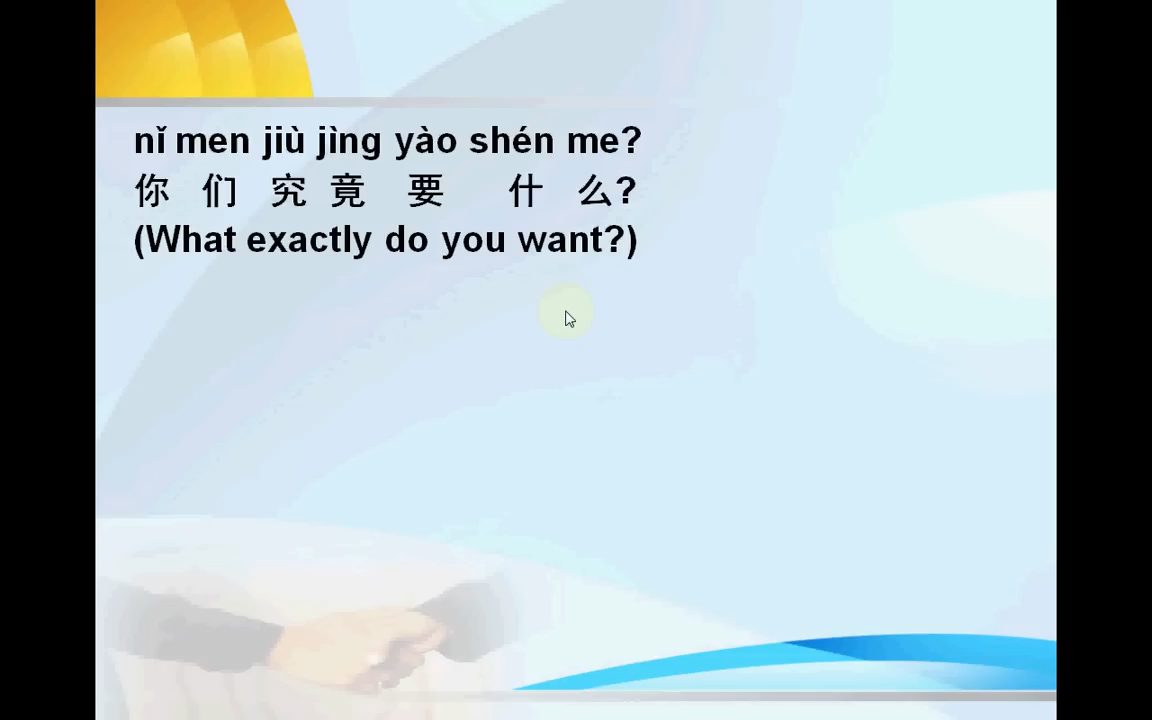 nǐ men jiù jìng yào shén me?
你 们 究 竟 要 什 么?
(What exactly do you want?)